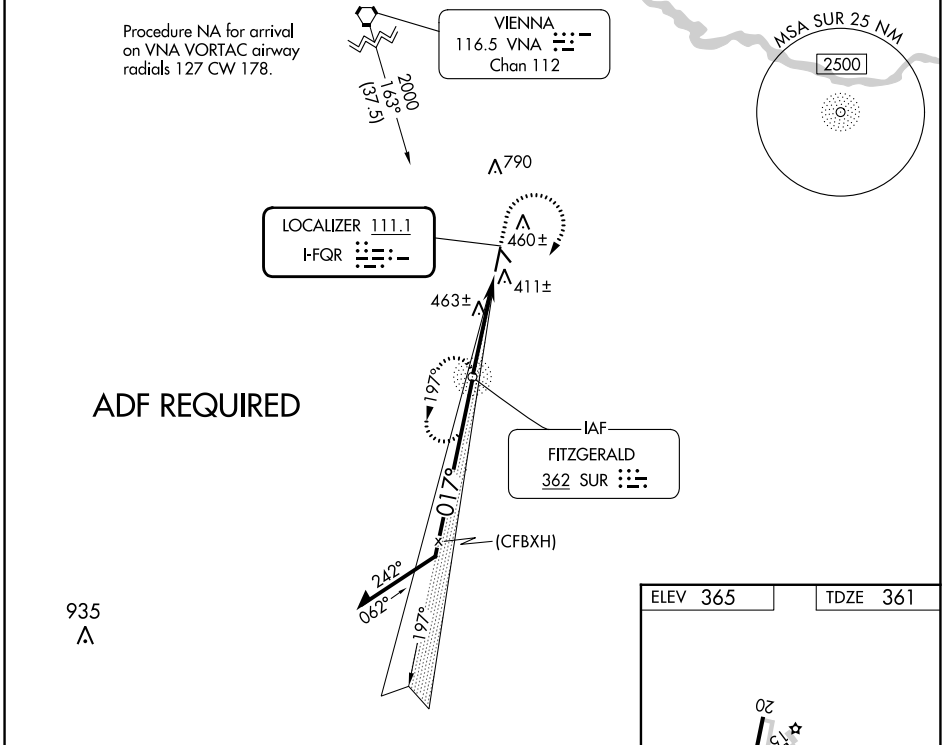 Procedure NA for arrival
on VNA VORTAC airway
radials 127 CW 178.
VIENNA
116.5 VNA
Chan 112
MSA SUR 25 NM
2500
2000
163°
(37.5)
790
LOCALIZER 111.1
I-FQR
460±
411±
463±
197°
ADF REQUIRED
IAF
FITZGERALD
362 SUR
017°
(CFBXH)
242°
062°
197°
935
ELEV 365
TDZE 361
20